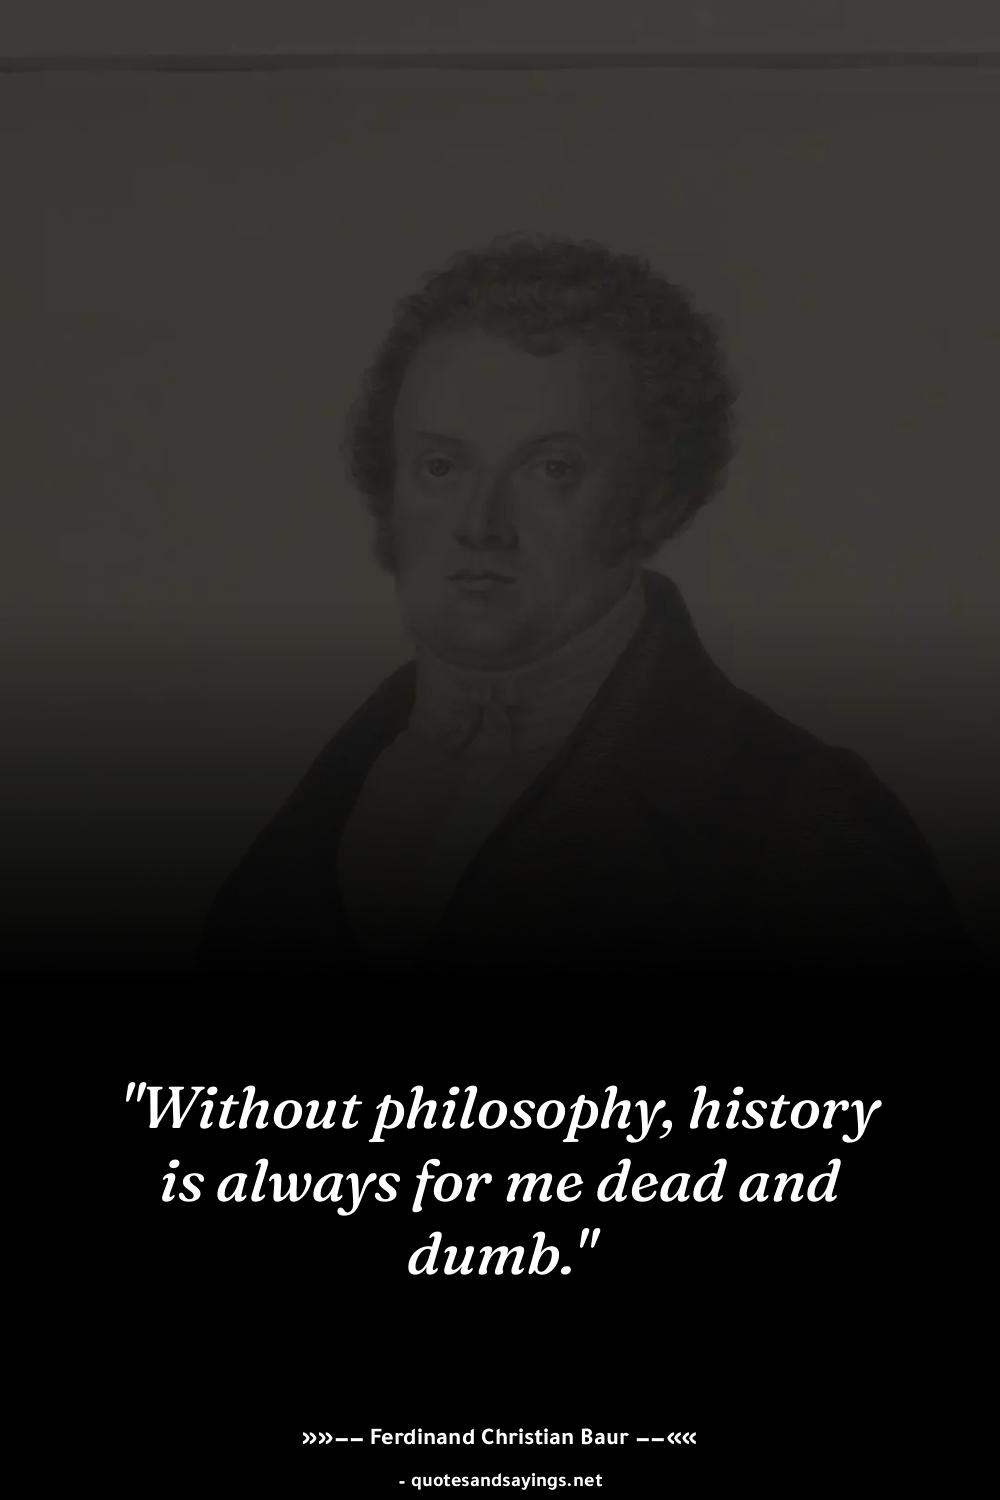 "Without philosophy, history
is always for me dead and
dumb."
»»–– Ferdinand Christian Baur ––««
- quotesandsayings.net